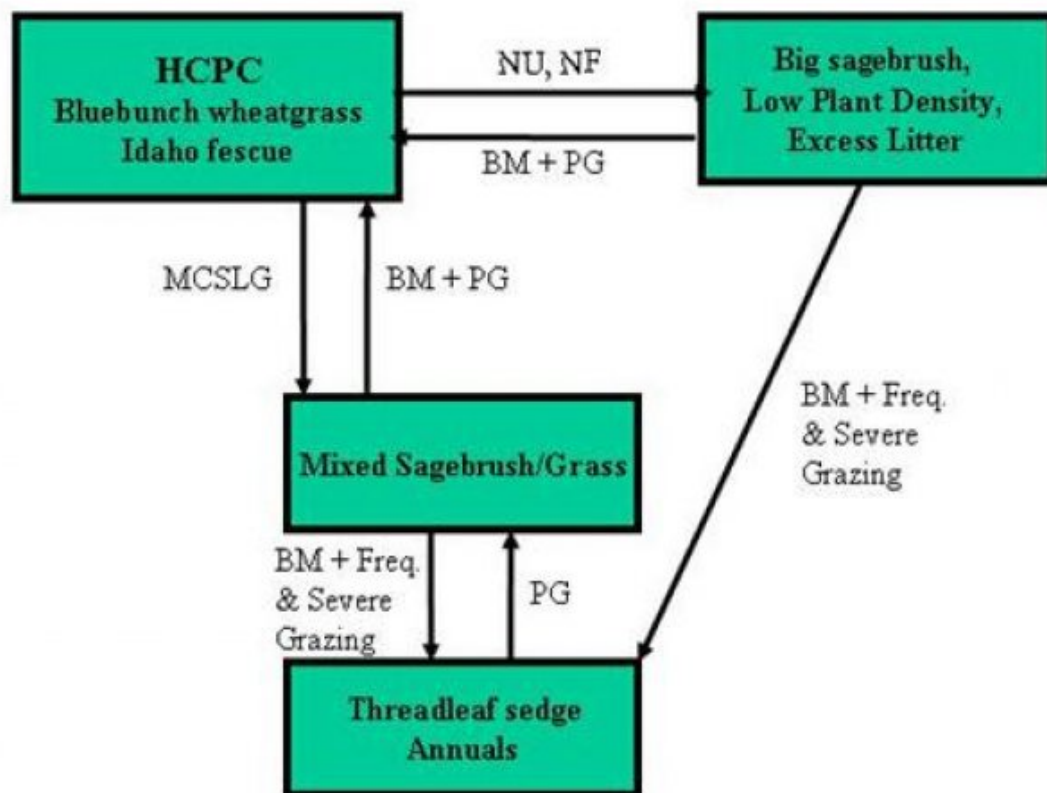 HCPC
Bluebunch wheatgrass
Idaho fescue
NU, NF
BM + PG
Big sagebrush,
Low Plant Density,
Excess Litter
MCSLG
BM + PG
BM + Freq.
& Severe
Grazing
Mixed Sagebrush/Grass
BM + Freq.
& Severe
Grazing
PG
Threadleaf sedge
Annuals